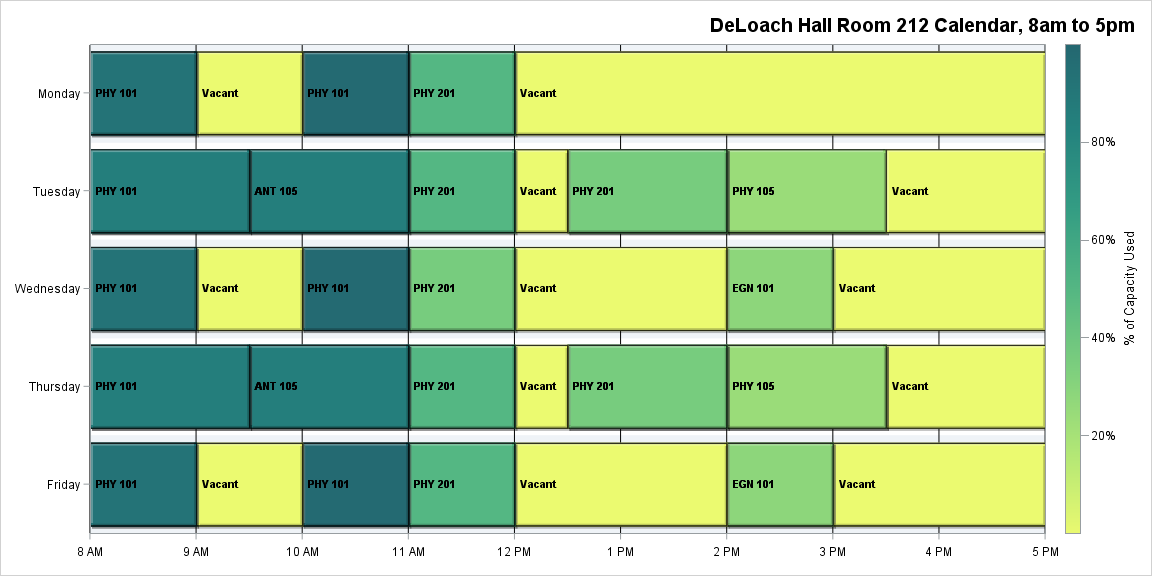 DeLoach Hall Room 212 Calendar, 8am to 5pm
Monday PHY 101 Vacant PHY 101 PHY 201 Vacant
Tuesday PHY 101 ANT 105 PHY 201 Vacant PHY 201 PHY 105 Vacant
Wednesday PHY 101 Vacant PHY 101 PHY 201 Vacant EGN 101 Vacant
Thursday PHY 101 ANT 105 PHY 201 Vacant PHY 201 PHY 105 Vacant
Friday PHY 101 Vacant PHY 101 PHY 201 Vacant EGN 101 Vacant
8 AM 9 AM 10 AM 11 AM 12 PM 1 PM 2 PM 3 PM 4 PM 5 PM
80%
60%
40%
20%
% of Capacity Used